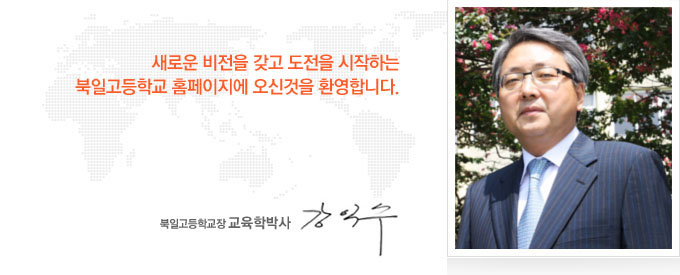 새로운 비전을 갖고 도전을 시작하는
북일고등학교 홈페이지에 오신것을 환영합니다.
북일고등학교장 교육학박사